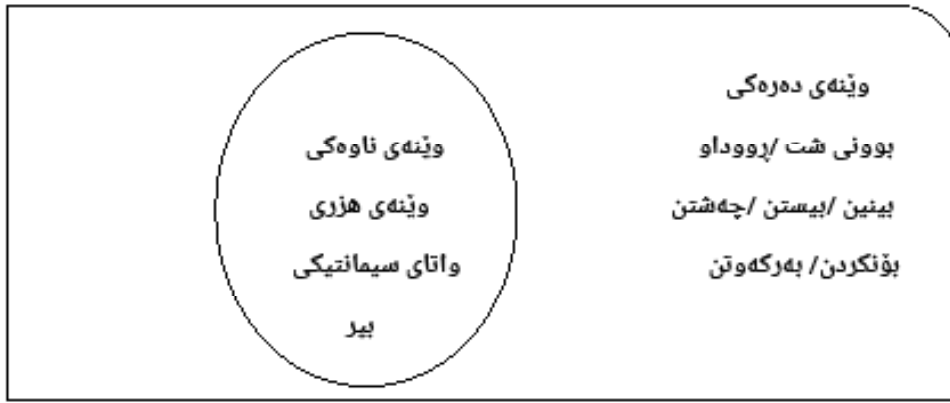 وێنەی دەرەکی
بوونی شت /ڕووداو
بینین /بیستن /چەشتن
بۆنکردن/ بەرکەوتن
وێنەی ناوەکی
وێنەی هزری
واتای سیمانتیکی
بیر